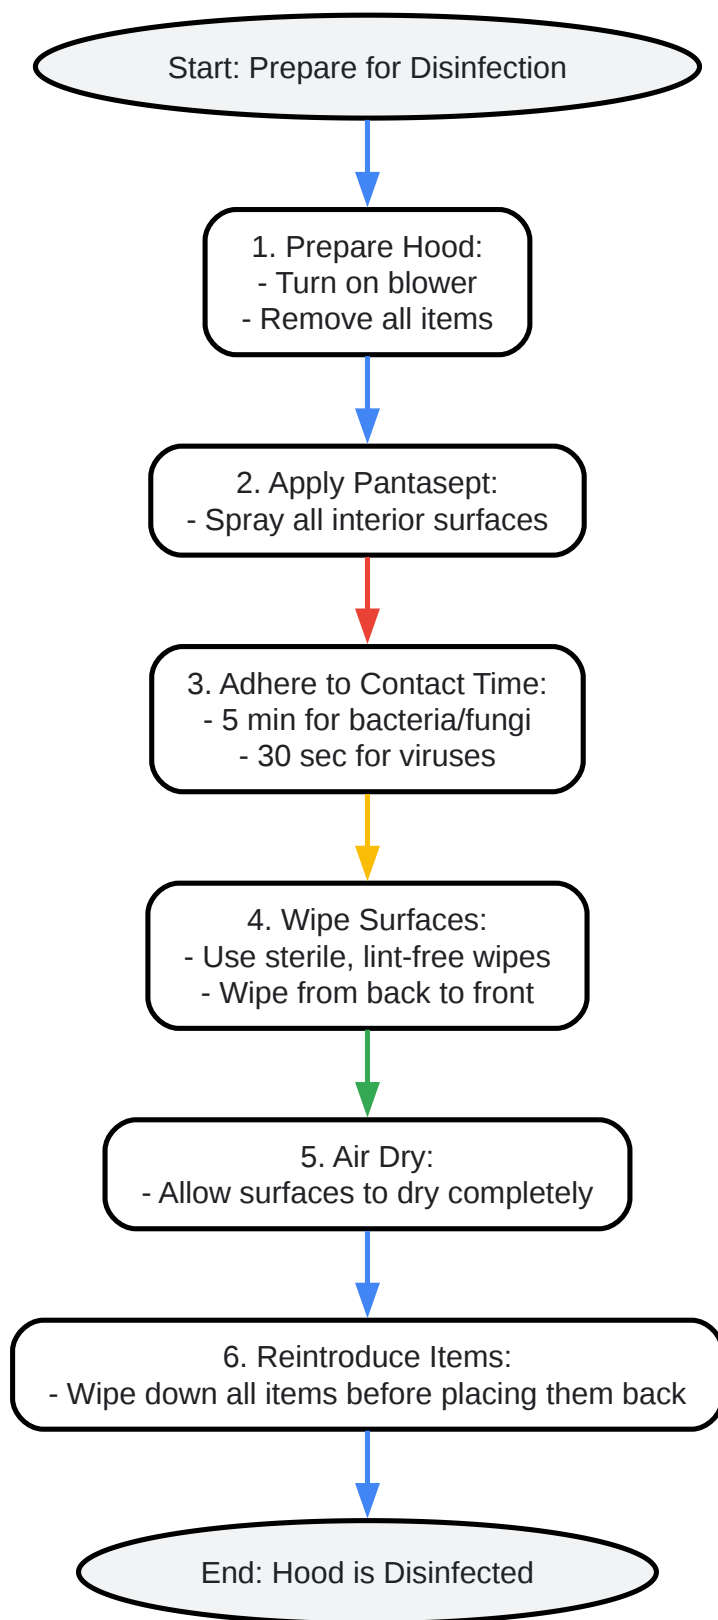 Start: Prepare for Disinfection
1. Prepare Hood:
- Turn on blower
- Remove all items
2. Apply Pantasept:
- Spray all interior surfaces
3. Adhere to Contact Time:
- 5 min for bacteria/fungi
- 30 sec for viruses
4. Wipe Surfaces:
- Use sterile, lint-free wipes
- Wipe from back to front
5. Air Dry:
- Allow surfaces to dry completely
6. Reintroduce Items:
- Wipe down all items before placing them back
End: Hood is Disinfected